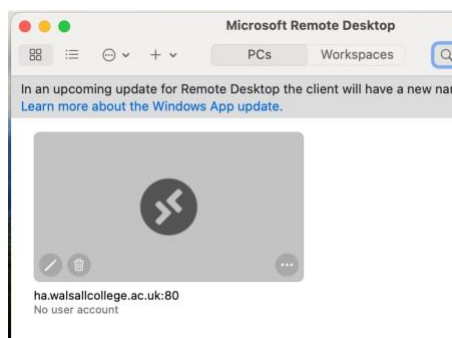 Microsoft Remote Desktop
PCs Workspaces
In an upcoming update for Remote Desktop the client will have a new
Learn more about the Windows App update.
ha.walsallcollege.ac.uk:80
No user account